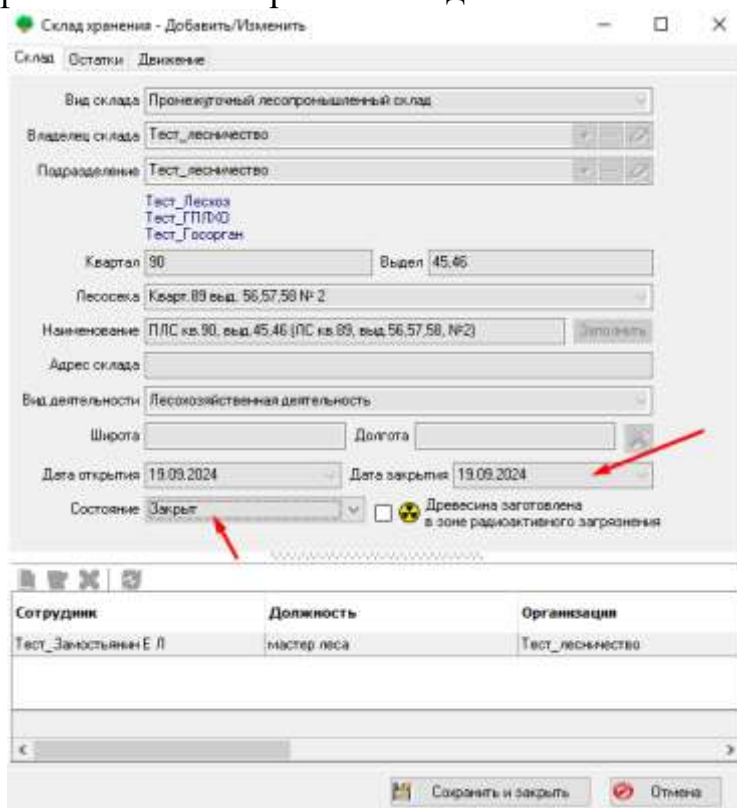 Склад хранения - Добавить/Изменить
Склад Остатки Движение
Вид склада Промежуточный лесопромышленный склад
Владелец склада Тест_лесничество
Подразделение Тест_лесничество
Тест_Лесхоз
Тест_ГПЛХО
Тест_Госорган
Квартал 90 Выдел 45,46
Лесосека Кварт.89 выд. 56,57,58 № 2
Наименование ПЛС кв.90, выд.45,46 (ЛС кв.89, выд.56,57,58, №2) Заполнить
Адрес склада
Вид деятельности Лесохозяйственная деятельность
Широта Долгота
Дата открытия 19.09.2024 Дата закрытия 19.09.2024
Состояние Закрыт Древесина заготовлена
в зоне радиоактивного загрязнения
Сотрудник Должность Организация
Тест_Замостьянин Е Л мастер леса Тест_лесничество
Сохранить и закрыть Отмена